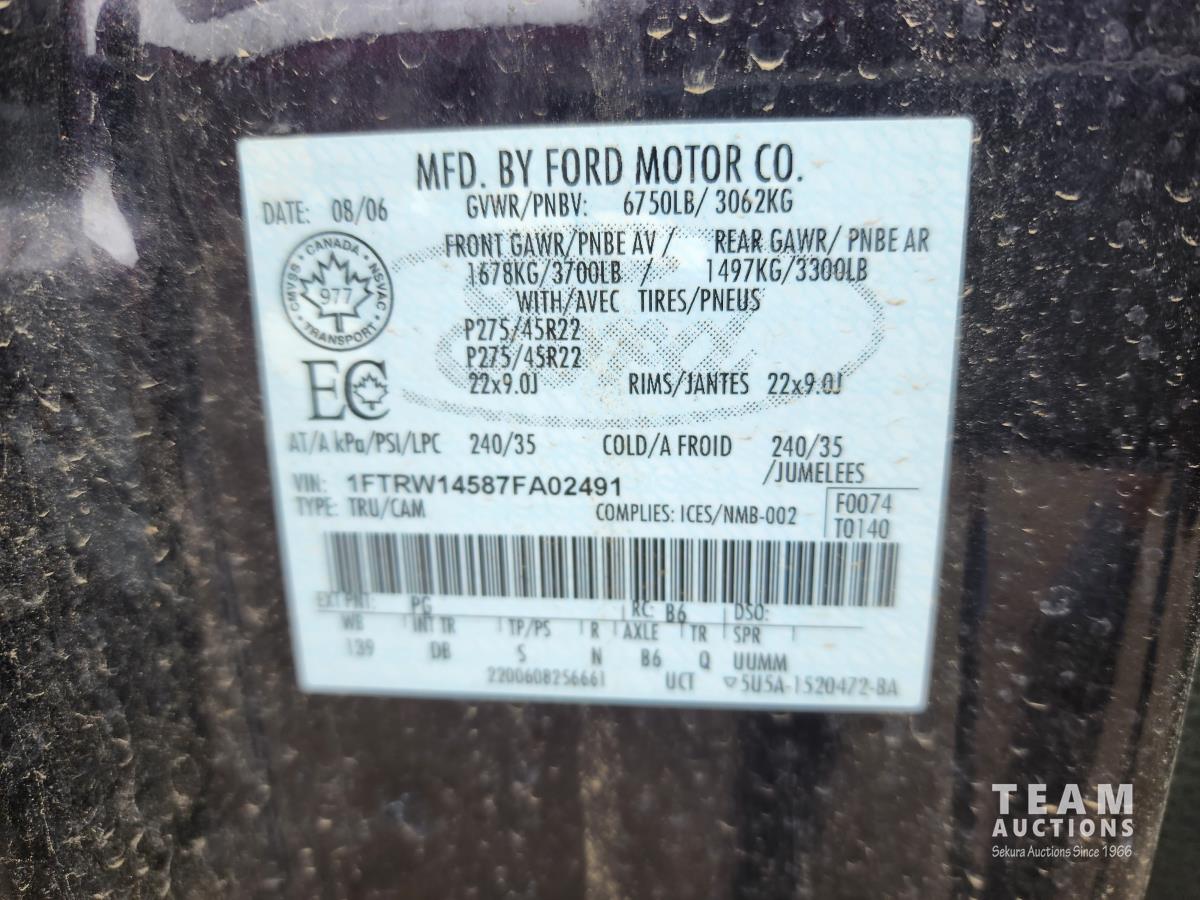 MFD. BY FORD MOTOR CO.
DATE: 08/06 GVWR/PNBV: 6750LB/ 3062KG
FRONT GAWR/PNBE AV / REAR GAWR/ PNBE AR
1678KG/3700LB / 1497KG/3300LB
WITH/AVEC TIRES/PNEUS
CANADA
CMVSS NSVAC
977
TRANSPORT
P275/45R22
P275/45R22
22x9.0J RIMS/JANTES 22x9.0J
EC
AT/A kPa/PSI/LPC 240/35 COLD/A FROID 240/35
/JUMELEES
VIN: 1FTRW14587FA02491
TYPE: TRU/CAM COMPLIES: ICES/NMB-002
F0074
T0140
EXT PNT: PG RC: B6 DSO:
WB INT TR TP/PS R AXLE TR SPR
139 DB S N B6 Q UUMM
2200608256661 UCT ▽5U5A-1520472-BA
TEAM
AUCTIONS
Sekura Auctions Since 1966